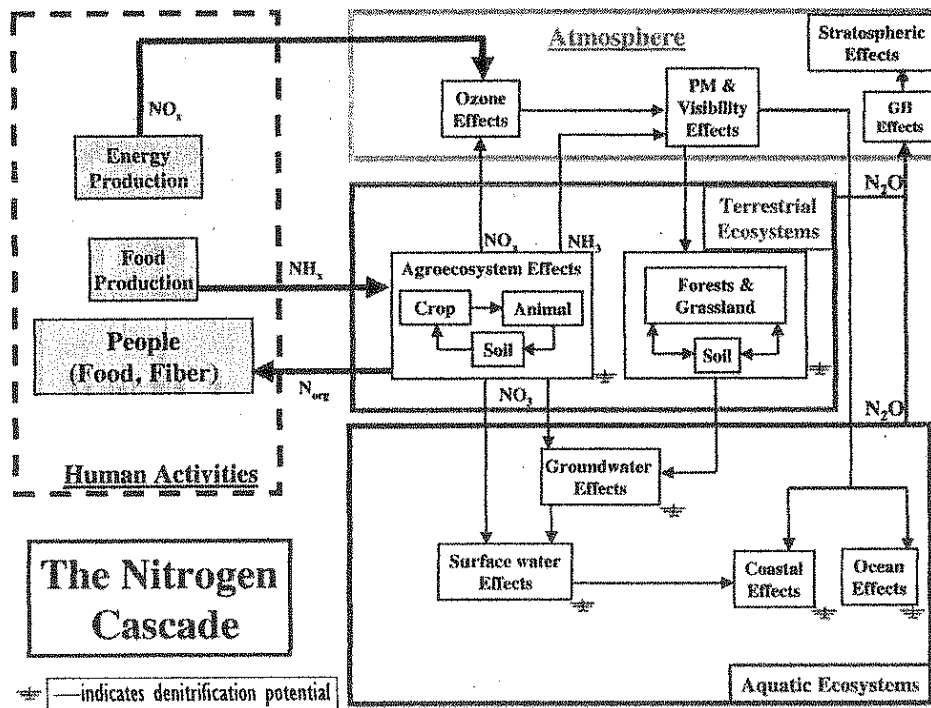 Atmosphere
Stratospheric
Effects
NOx
Ozone
Effects
PM &
Visibility
Effects
GH
Effects
Energy
Production
N2O
Terrestrial
Ecosystems
NOx
NH3
Food
Production
NHx
Agroecosystem Effects
Crop
Animal
Soil
Forests &
Grassland
Soil
People
(Food, Fiber)
Norg
NO3
N2O
Human Activities
Groundwater
Effects
Surface water
Effects
Coastal
Effects
Ocean
Effects
The Nitrogen
Cascade
—indicates denitrification potential
Aquatic Ecosystems